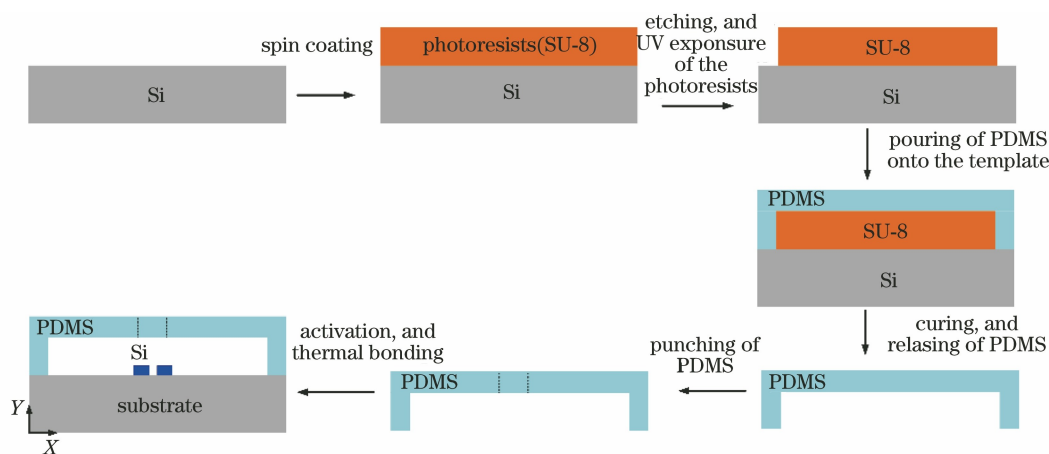 Si
spin coating
photoresists(SU-8)
Si
etching, and
UV exponsure
of the
photoresists
SU-8
Si
pouring of PDMS
onto the template
PDMS
SU-8
Si
curing, and
relasing of PDMS
PDMS
punching of
PDMS
PDMS
activation, and
thermal bonding
PDMS
Si
substrate
Y
X